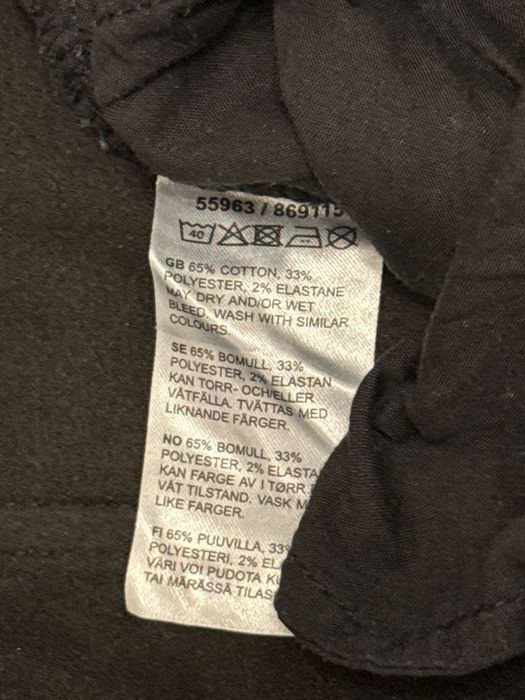 55963 / 869115
40
GB 65% COTTON, 33%
POLYESTER, 2% ELASTANE
MAY DRY AND/OR WET
BLEED. WASH WITH SIMILAR
COLOURS.
SE 65% BOMULL, 33%
POLYESTER, 2% ELASTAN
KAN TORR- OCH/ELLER
VÅTFÄLLA. TVÄTTAS MED
LIKNANDE FÄRGER.
NO 65% BOMULL, 33%
POLYESTER, 2% ELASTA
KAN FARGE AV I TØRR
VÅT TILSTAND. VASK M
LIKE FARGER.
FI 65% PUUVILLA, 33%
POLYESTERI, 2% EL
VÄRI VOI PUDOTA KU
TAI MÄRÄSSÄ TILAS